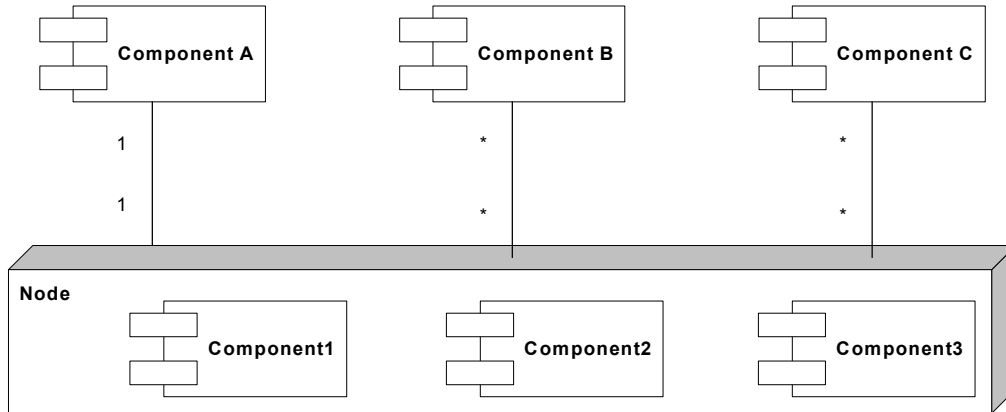 Component A
Component B
Component C
1
*
*
1
*
*
Node
Component1
Component2
Component3